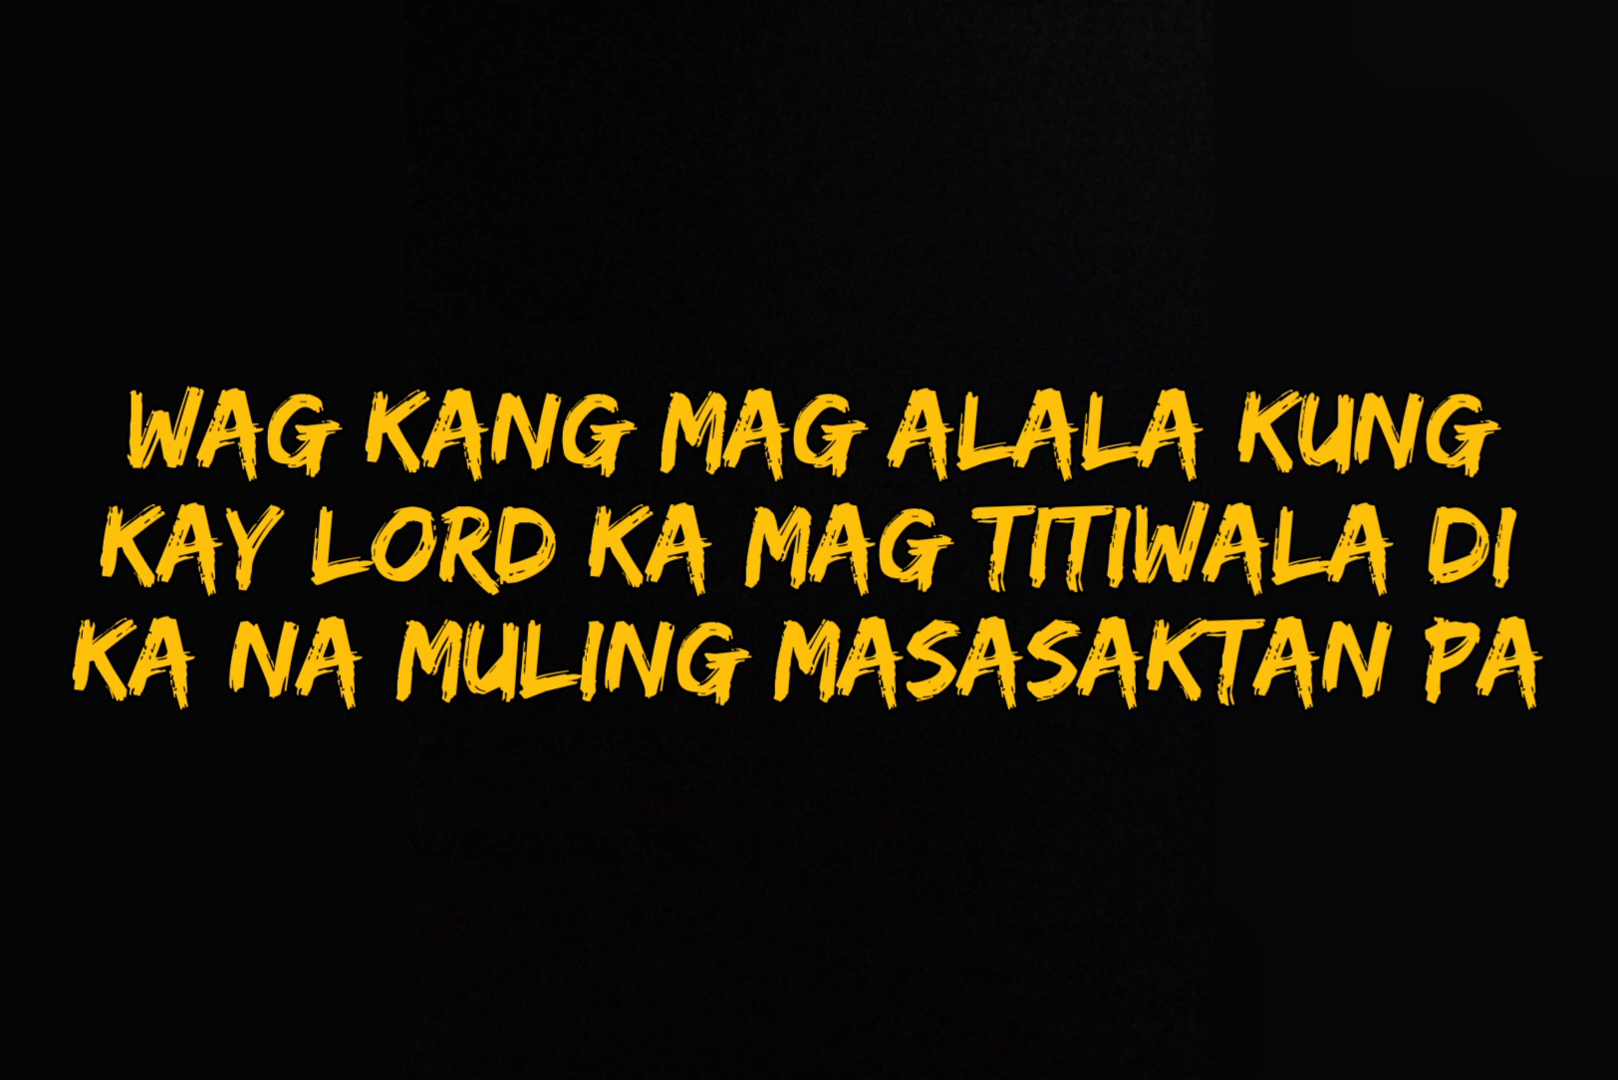 WAG KANG MAG ALALA KUNG
KAY LORD KA MAG TITIWALA DI
KA NA MULING MASASAKTAN PA